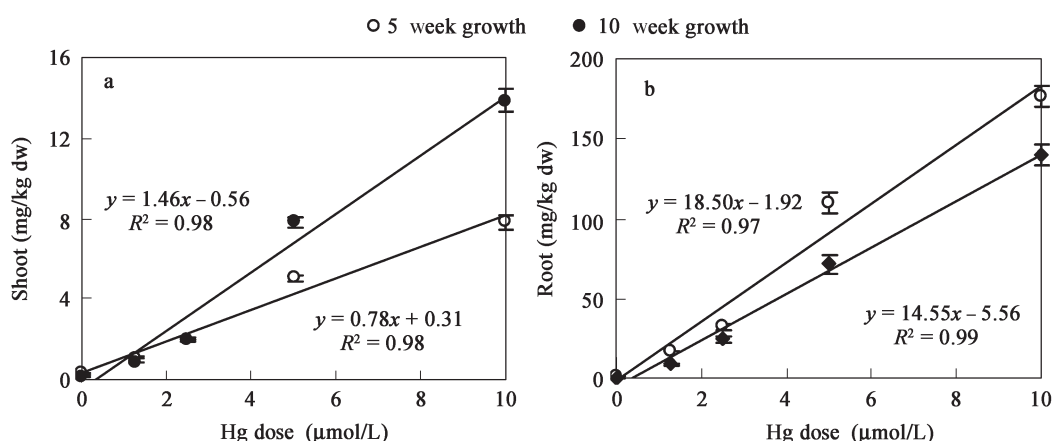 5 week growth 10 week growth
a
Shoot (mg/kg dw)
16
12
8
4
0
y = 1.46x – 0.56
R² = 0.98
y = 0.78x + 0.31
R² = 0.98
0 2 4 6 8 10
Hg dose (μmol/L)
b
Root (mg/kg dw)
200
150
100
50
0
y = 18.50x – 1.92
R² = 0.97
y = 14.55x – 5.56
R² = 0.99
0 2 4 6 8 10
Hg dose (μmol/L)